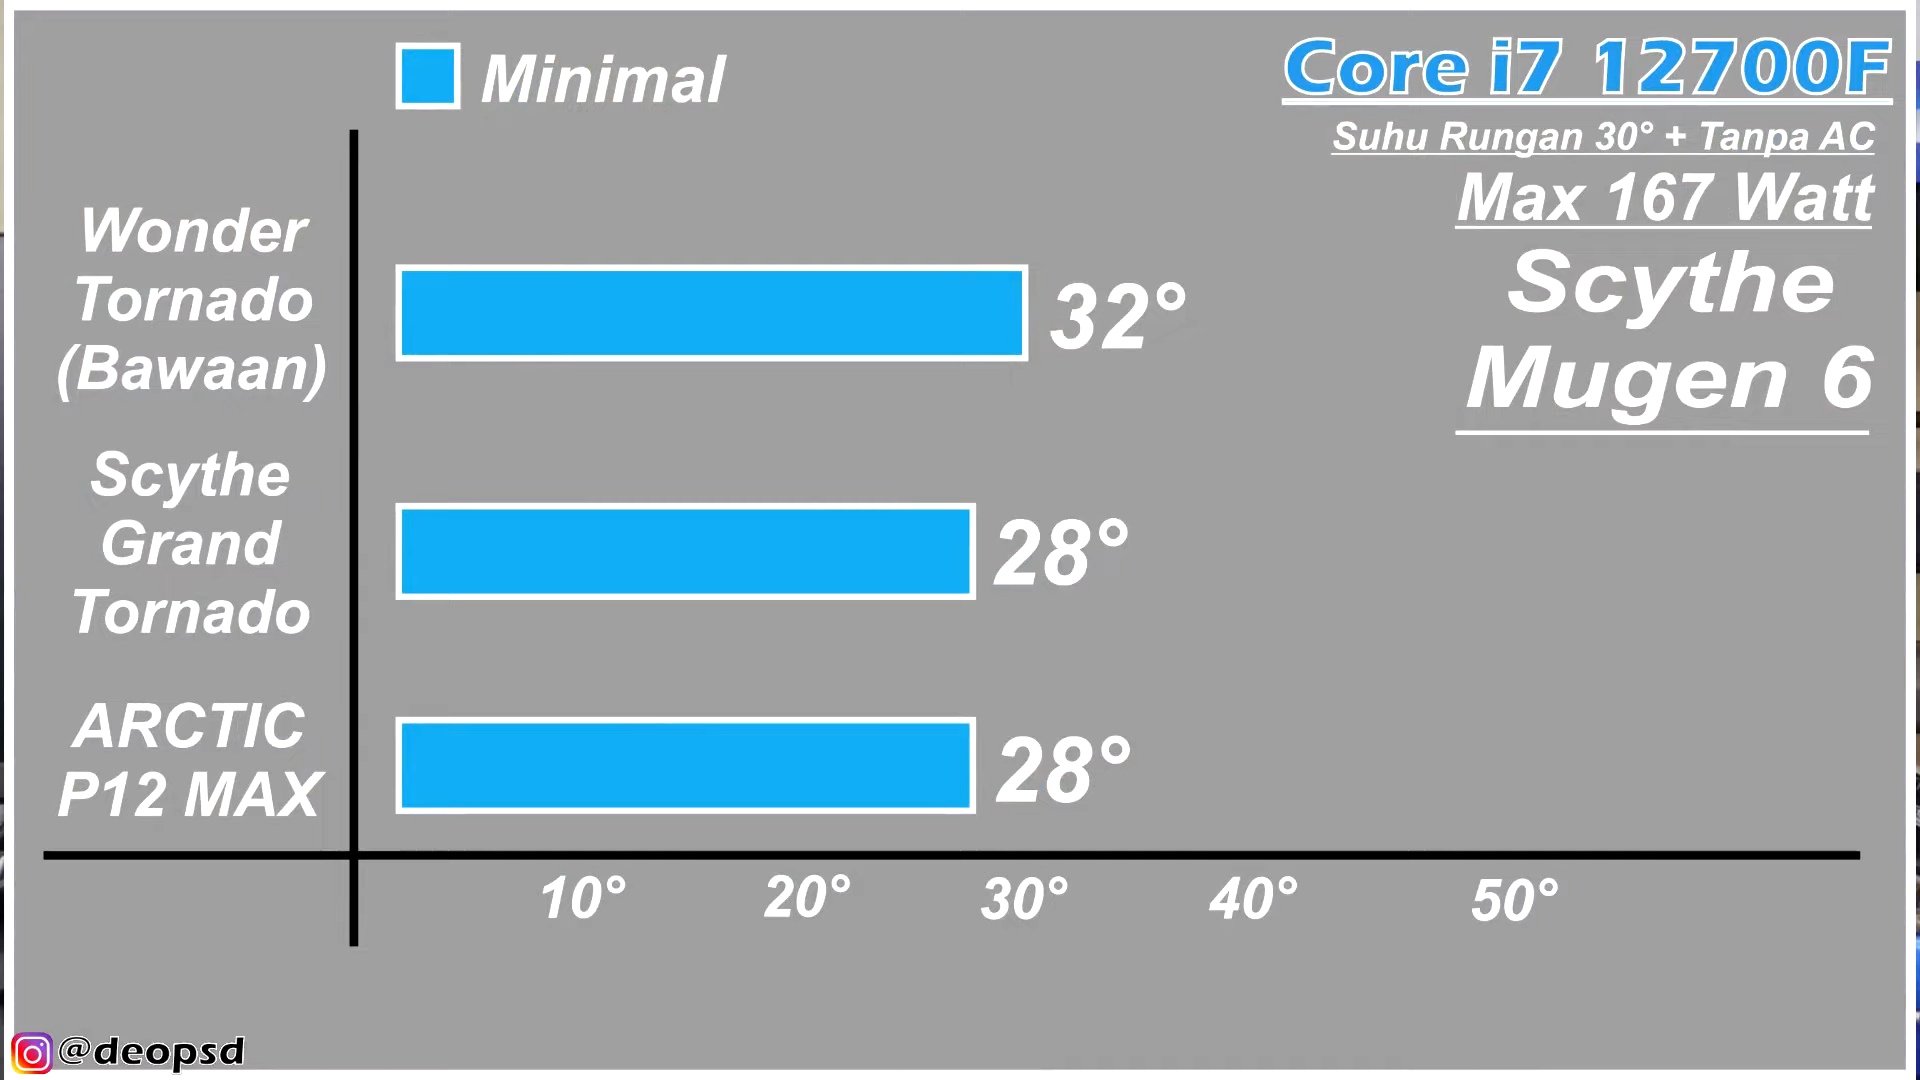 Minimal
Core i7 12700F
Suhu Rungan 30° + Tanpa AC
Max 167 Watt
Scythe
Mugen 6
Wonder
Tornado
(Bawaan)
32°
Scythe
Grand
Tornado
28°
ARCTIC
P12 MAX
28°
10° 20° 30° 40° 50°
@deopsd